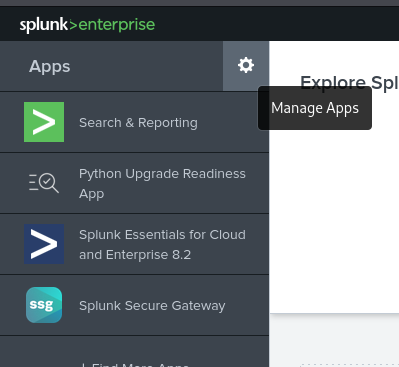 splunk>enterprise
Apps
Explore Spl
Manage Apps
Search & Reporting
Python Upgrade Readiness
App
Splunk Essentials for Cloud
and Enterprise 8.2
ssg
Splunk Secure Gateway
Find More Apps